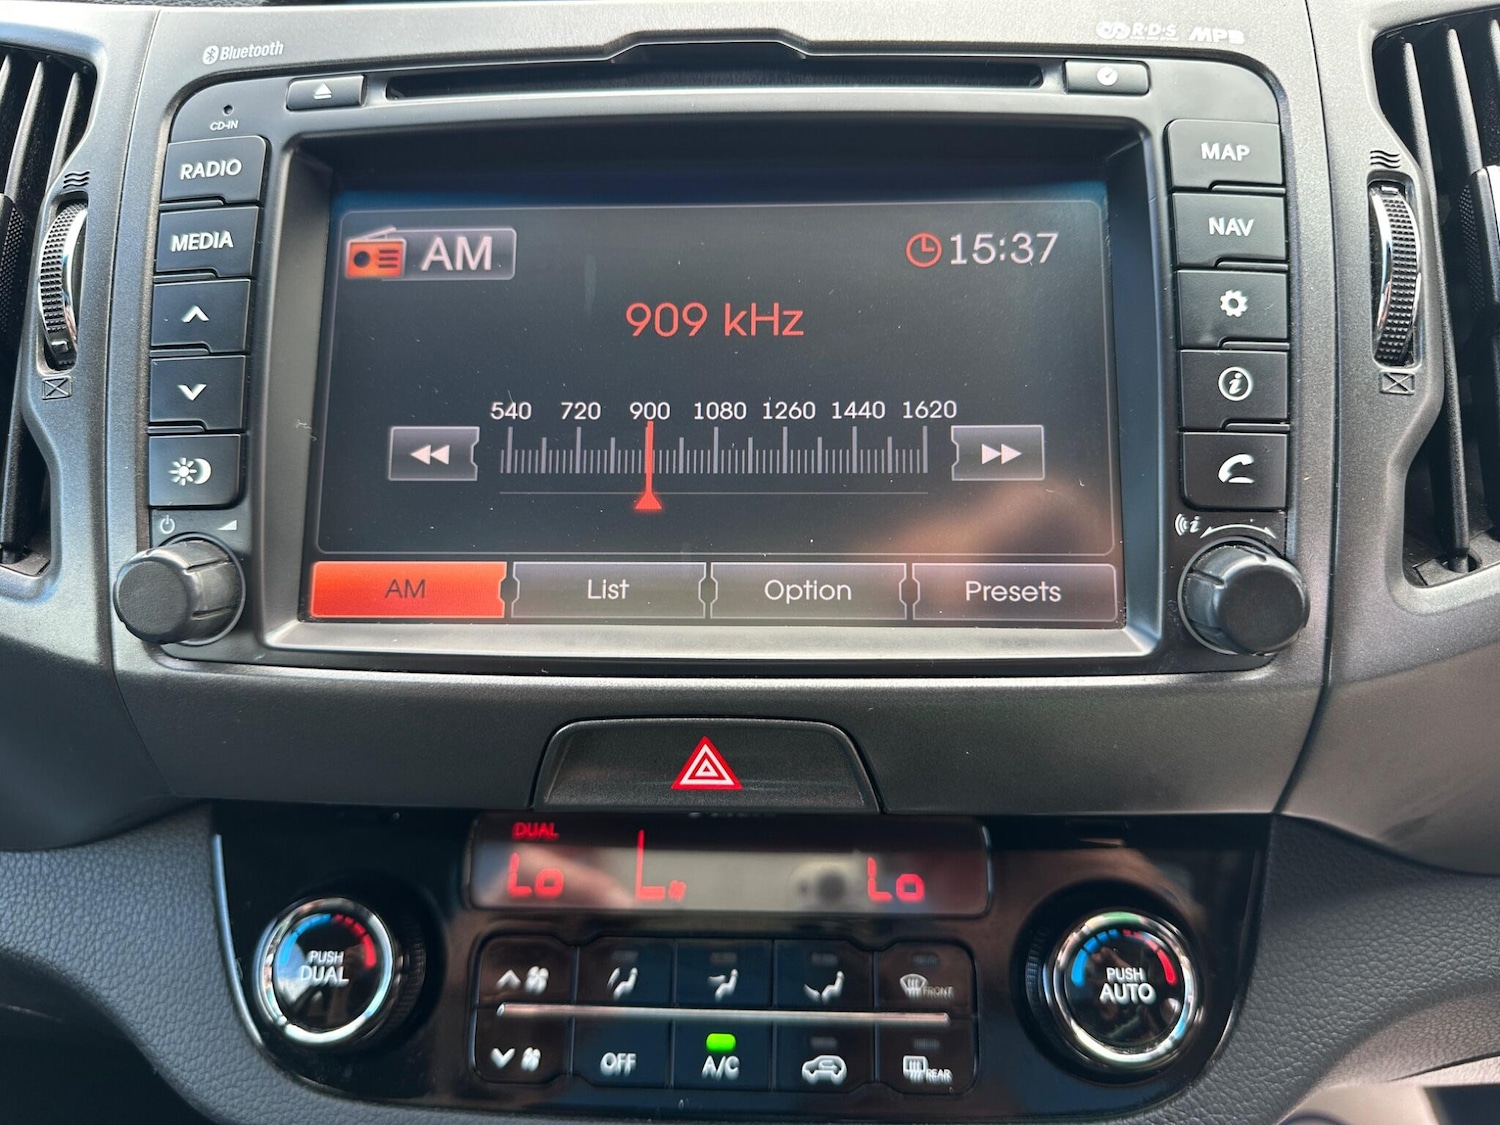 Bluetooth
R·D·S MP3
CD-IN
RADIO
MEDIA
MAP
NAV
AM
15:37
909 kHz
540 720 900 1080 1260 1440 1620
AM List Option Presets
DUAL
Lo Lo
PUSH
DUAL
PUSH
AUTO
FRONT
OFF
A/C
REAR